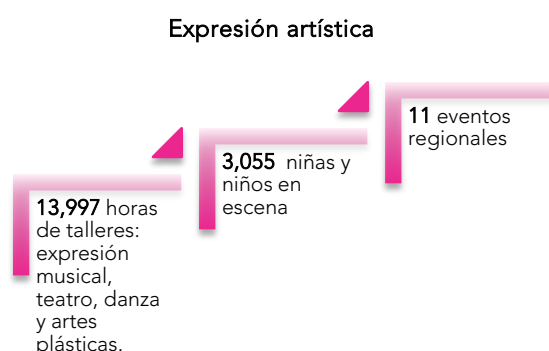 Expresión artística
13,997 horas
de talleres:
expresión
musical,
teatro, danza
y artes
plásticas.
3,055 niñas y
niños en
escena
11 eventos
regionales